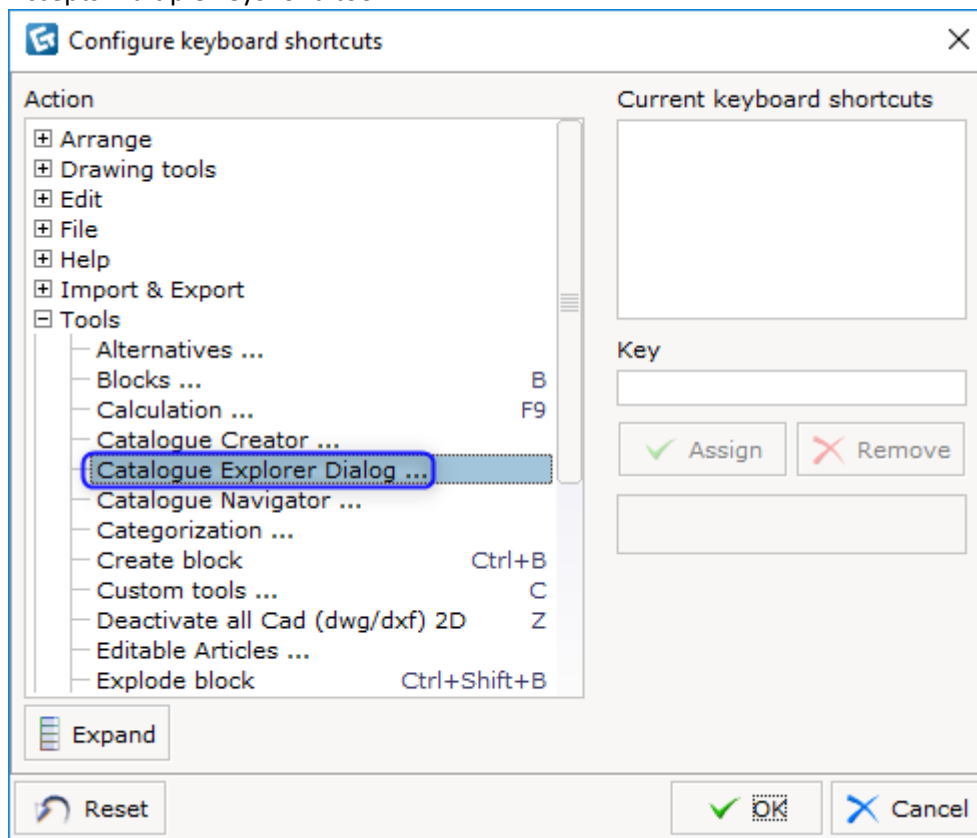 Configure keyboard shortcuts
Action
Current keyboard shortcuts
Arrange
Drawing tools
Edit
File
Help
Import & Export
Tools
Alternatives ...
Blocks ... B
Calculation ... F9
Catalogue Creator ...
Catalogue Explorer Dialog ...
Catalogue Navigator ...
Categorization ...
Create block Ctrl+B
Custom tools ... C
Deactivate all Cad (dwg/dxf) 2D Z
Editable Articles ...
Explode block Ctrl+Shift+B
Key
Assign Remove
Expand
Reset OK Cancel